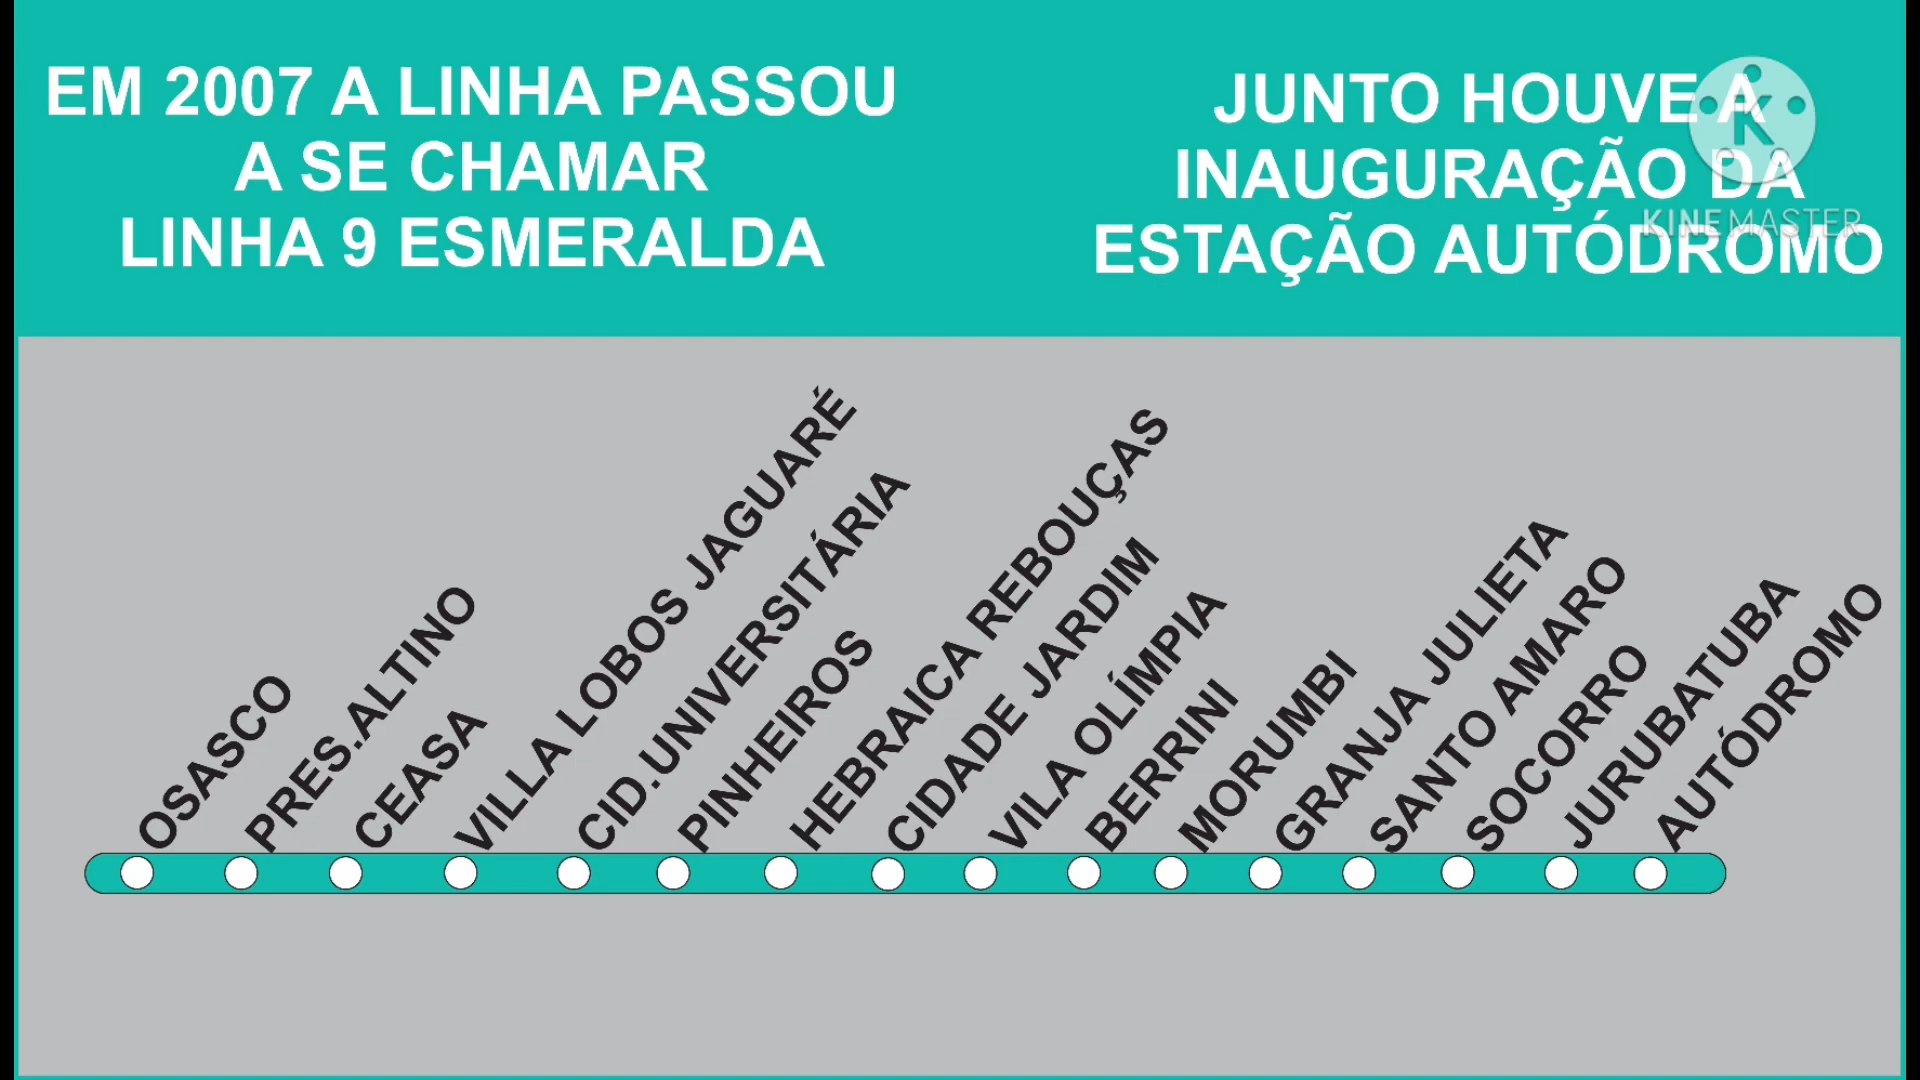 EM 2007 A LINHA PASSOU
A SE CHAMAR
LINHA 9 ESMERALDA
JUNTO HOUVE A
INAUGURAÇÃO DA
ESTAÇÃO AUTÓDROMO
K
KINEMASTER
OSASCO
PRES.ALTINO
CEASA
VILLA LOBOS JAGUARÉ
CID.UNIVERSITÁRIA
PINHEIROS
HEBRAICA REBOUÇAS
CIDADE JARDIM
VILA OLÍMPIA
BERRINI
MORUMBI
GRANJA JULIETA
SANTO AMARO
SOCORRO
JURUBATUBA
AUTÓDROMO